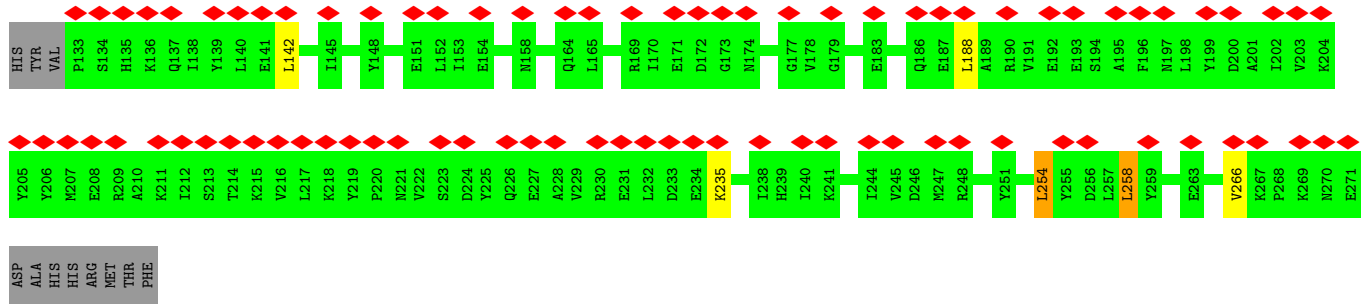 HIS TYR VAL P133 S134 H135 K136 Q137 I138 Y139 L140 E141 L142 I145 Y148 E151 L152 I153 E154 N158 Q164 L165 R169 I170 E171 D172 G173 N174 G177 V178 G179 E183 Q186 E187 L188 A189 R190 V191 E192 E193 S194 A195 F196 N197 L198 Y199 D200 A201 I202 V203 K204
Y205 Y206 M207 E208 R209 A210 K211 I212 S213 T214 K215 V216 L217 K218 Y219 P220 N221 V222 S223 D224 Y225 Q226 E227 A228 V229 R230 E231 L232 D233 E234 K235 I238 H239 I240 K241 I244 V245 D246 M247 R248 Y251 L254 Y255 D256 L257 L258 Y259 E263 V266 K267 P268 K269 N270 E271
ASP ALA HIS HIS ARG MET THR PHE